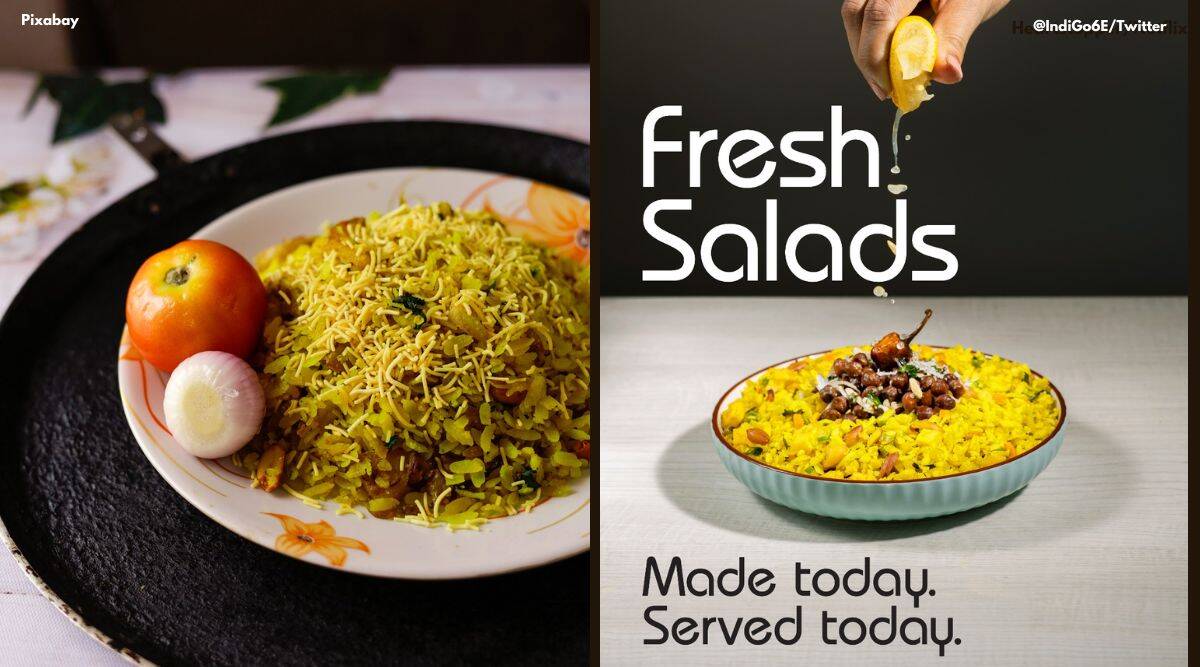 Pixabay
@IndiGo6E/Twitter
Fresh
Salads
Made today.
Served today.